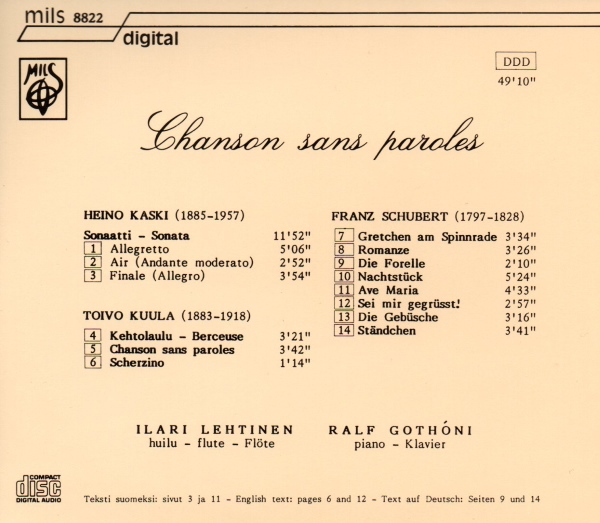 mils 8822
digital
MILS
DDD
49'10"
Chanson sans paroles
HEINO KASKI (1885-1957)
Sonaatti - Sonata 11'52"
1 Allegretto 5'06"
2 Air (Andante moderato) 2'52"
3 Finale (Allegro) 3'54"
TOIVO KUULA (1883-1918)
4 Kehtolaulu - Berceuse 3'21"
5 Chanson sans paroles 3'42"
6 Scherzino 1'14"
FRANZ SCHUBERT (1797-1828)
7 Gretchen am Spinnrade 3'34"
8 Romanze 3'26"
9 Die Forelle 2'10"
10 Nachtstück 5'24"
11 Ave Maria 4'33"
12 Sei mir gegrüsst! 2'57"
13 Die Gebüsche 3'16"
14 Ständchen 3'41"
ILARI LEHTINEN
huilu - flute - Flöte
RALF GOTHÓNI
piano - Klavier
COMPACT
disc
DIGITAL AUDIO
Teksti suomeksi: sivut 3 ja 11 - English text: pages 6 and 12 - Text auf Deutsch: Seiten 9 und 14